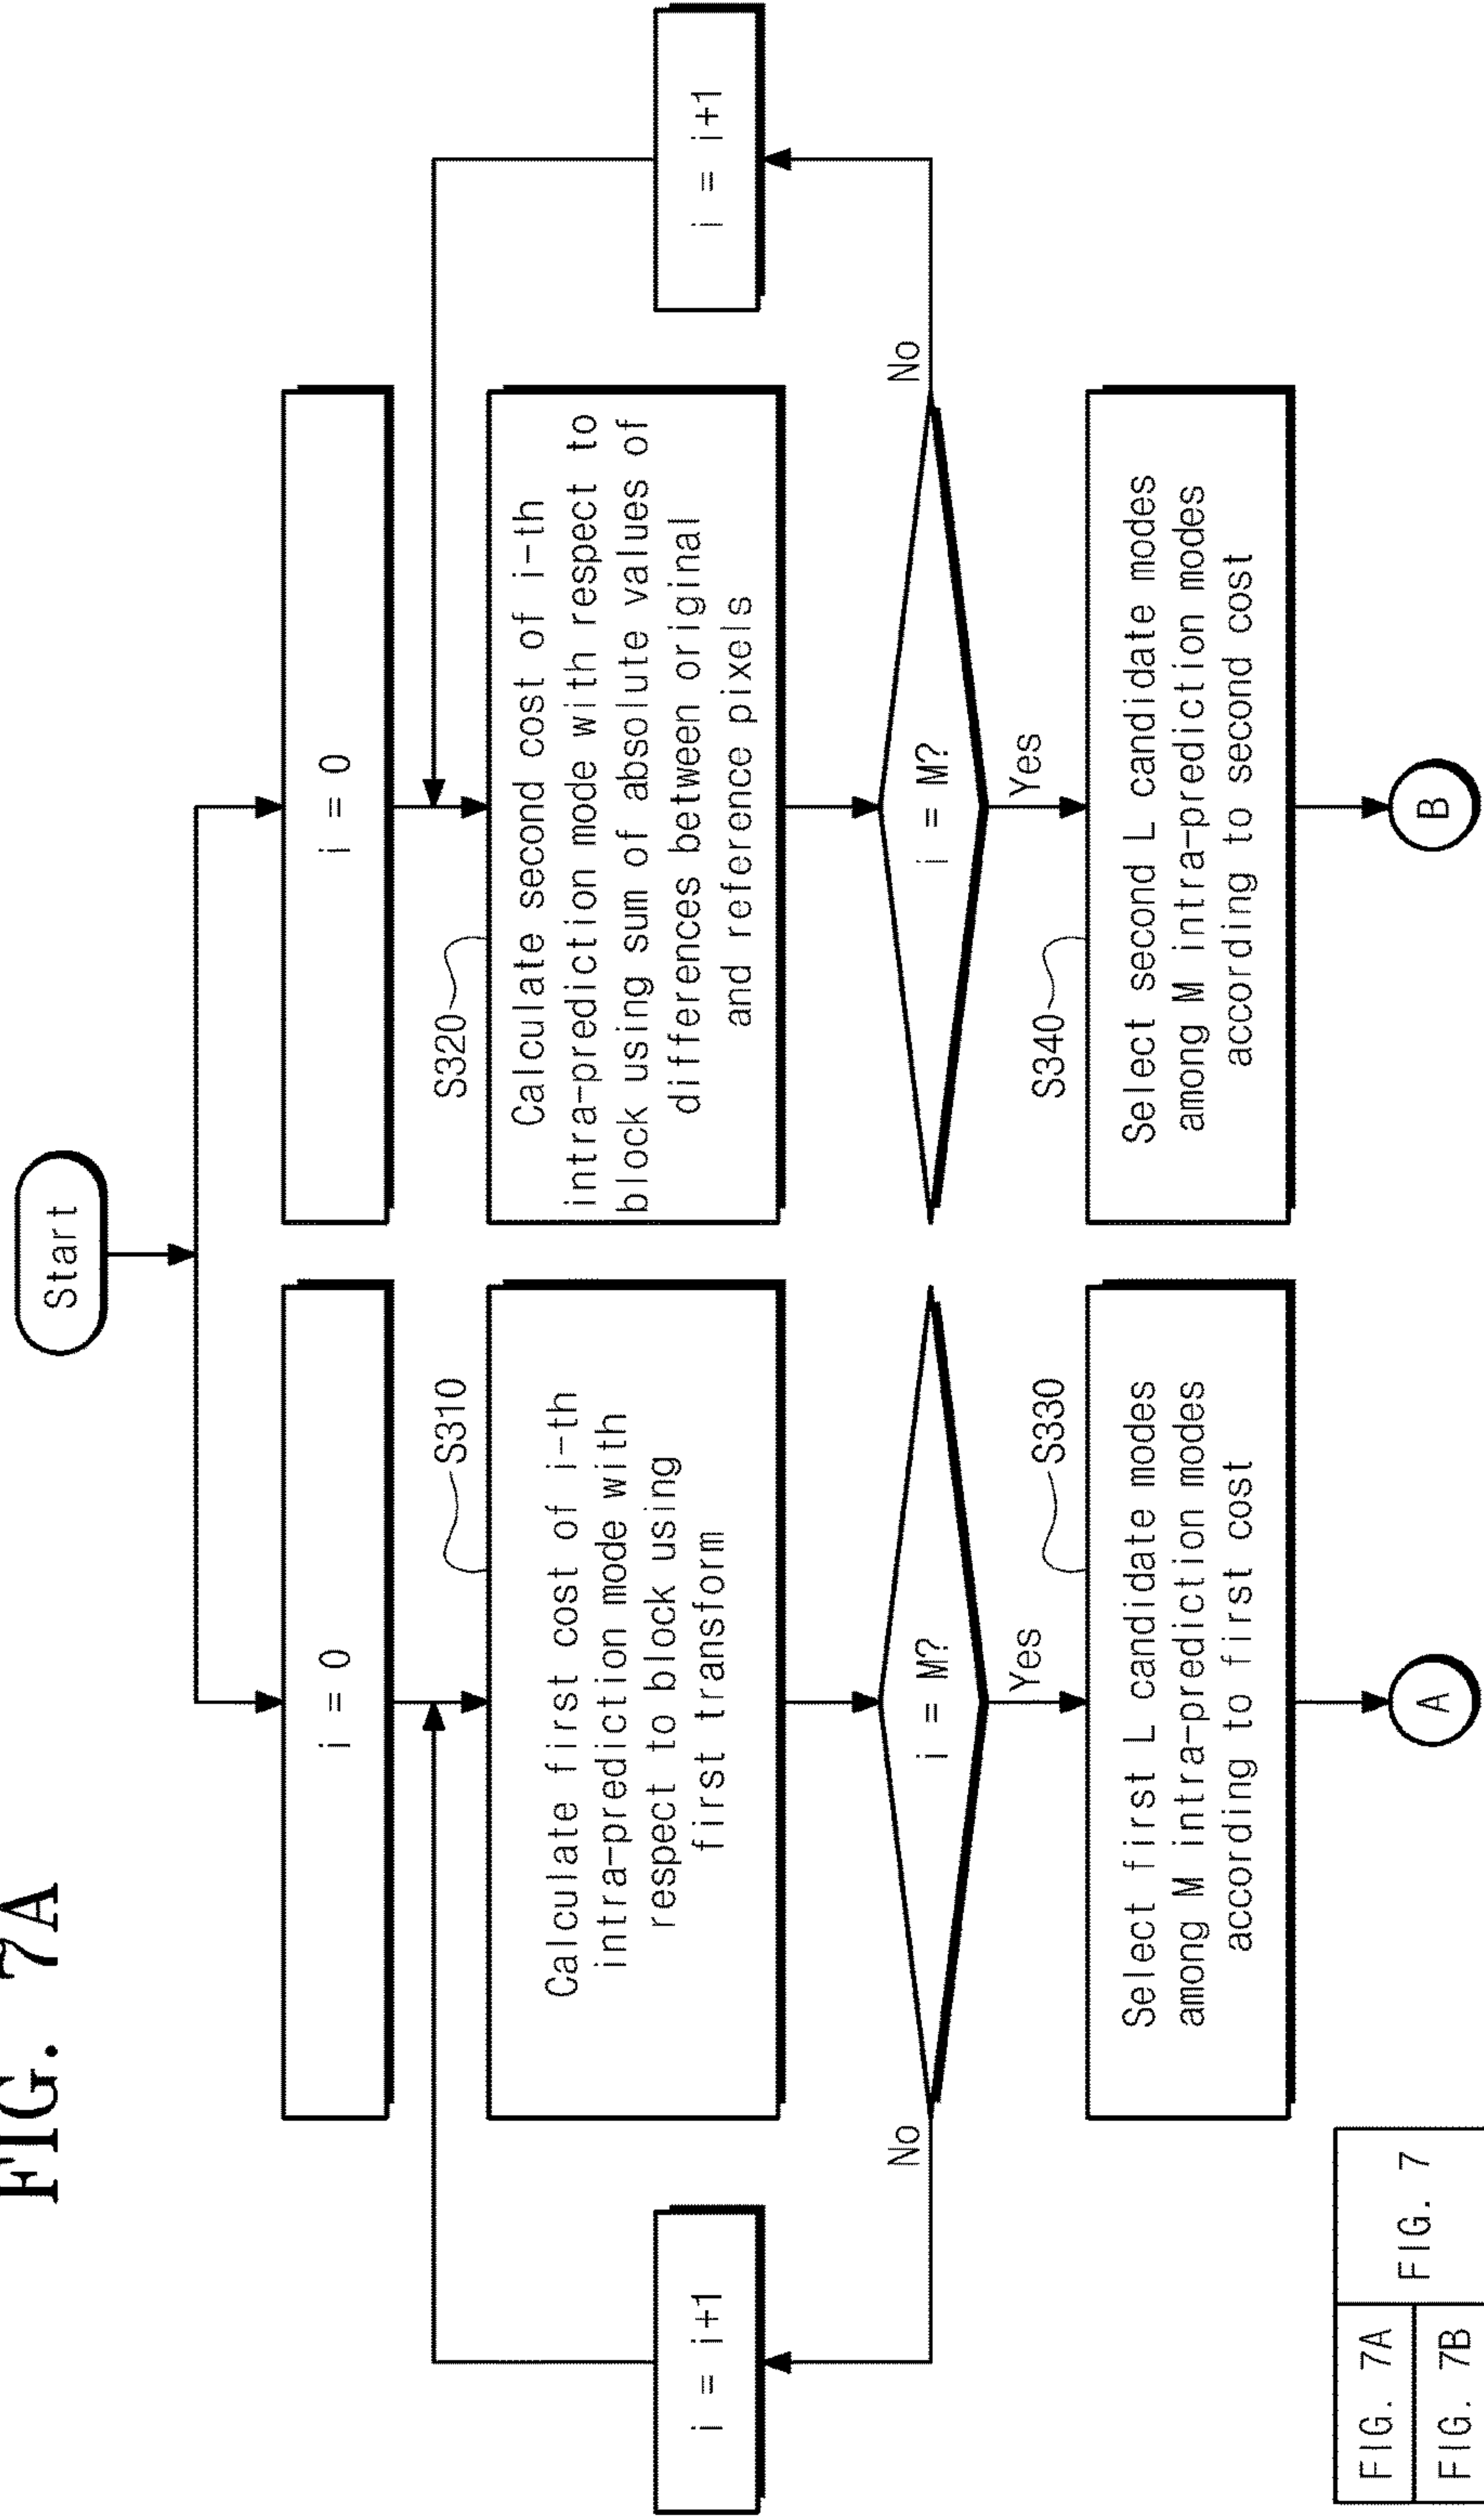 FIG. 7A
Start
i = 0
i = 0
S310
Calculate first cost of i-th
intra-prediction mode with
respect to block using
first transform
S320
Calculate second cost of i-th
intra-prediction mode with respect to
block using sum of absolute values of
differences between original
and reference pixels
i = i+1
i = i+1
No
i = M?
Yes
i = M?
No
Yes
S330
Select first L candidate modes
among M intra-prediction modes
according to first cost
S340
Select second L candidate modes
among M intra-prediction modes
according to second cost
A
B
FIG. 7A
FIG. 7B
FIG. 7